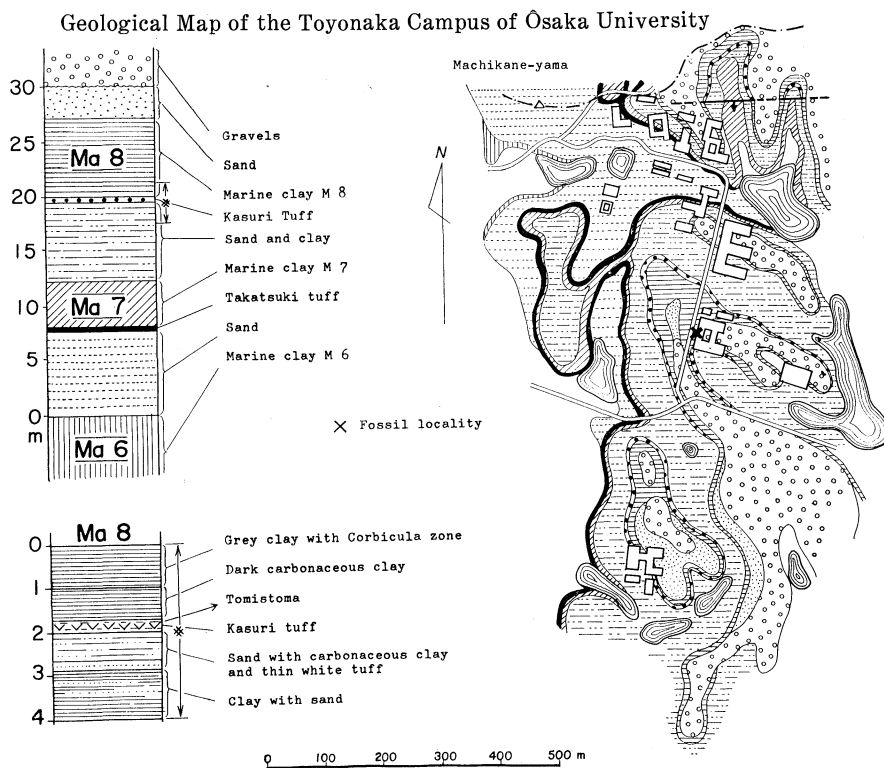 Geological Map of the Toyonaka Campus of Ôsaka University
Machikane-yama
N
30
25
20
15
10
5
0
m
Ma 8
Ma 7
Ma 6
Gravels
Sand
Marine clay M 8
Kasuri Tuff
Sand and clay
Marine clay M 7
Takatsuki tuff
Sand
Marine clay M 6
× Fossil locality
Ma 8
0
1
2
3
4
Grey clay with Corbicula zone
Dark carbonaceous clay
Tomistoma
Kasuri tuff
Sand with carbonaceous clay
and thin white tuff
Clay with sand
0 100 200 300 400 500 m